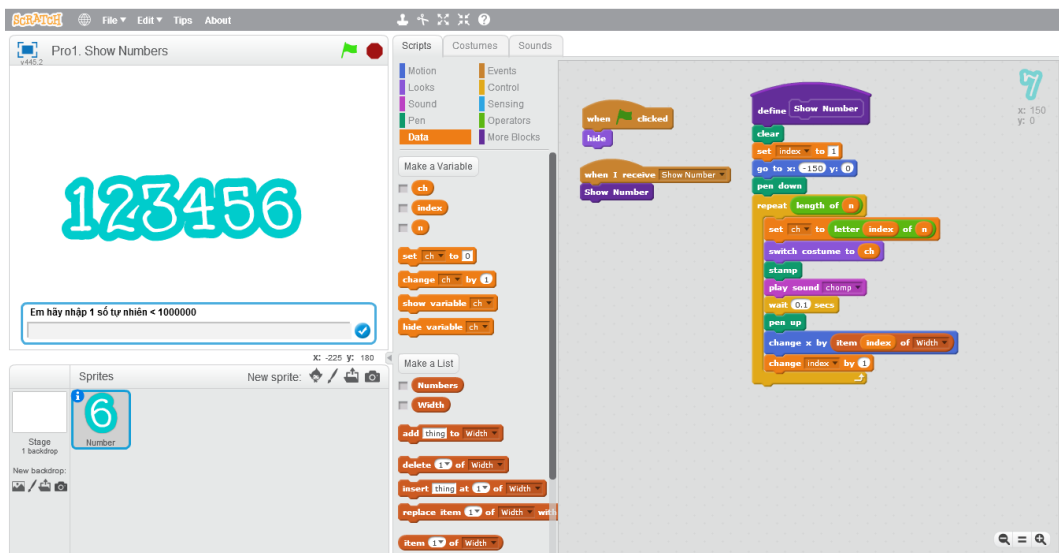 SCRATCH File Edit Tips About
Pro1. Show Numbers
v445.2
123456
Em hãy nhập 1 số tự nhiên < 1000000
X: -225 y: 180
Sprites
New sprite:
Stage
1 backdrop
New backdrop:
6
Number
Scripts
Costumes
Sounds
Motion
Looks
Sound
Pen
Data
Events
Control
Sensing
Operators
More Blocks
Make a Variable
ch
index
n
set ch to 0
change ch by 1
show variable ch
hide variable ch
Make a List
Numbers
Width
add thing to Width
delete 1 of Width
insert thing at 1 of Width
replace item 1 of Width with
item 1 of Width
when clicked
hide
when I receive Show Number
Show Number
define Show Number
clear
set index to 1
go to x: -150 y: 0
pen down
repeat length of n
set ch to letter index of n
switch costume to ch
stamp
play sound chomp
wait 0.1 secs
pen up
change x by item index of Width
change index by 1
7
x: 150
y: 0